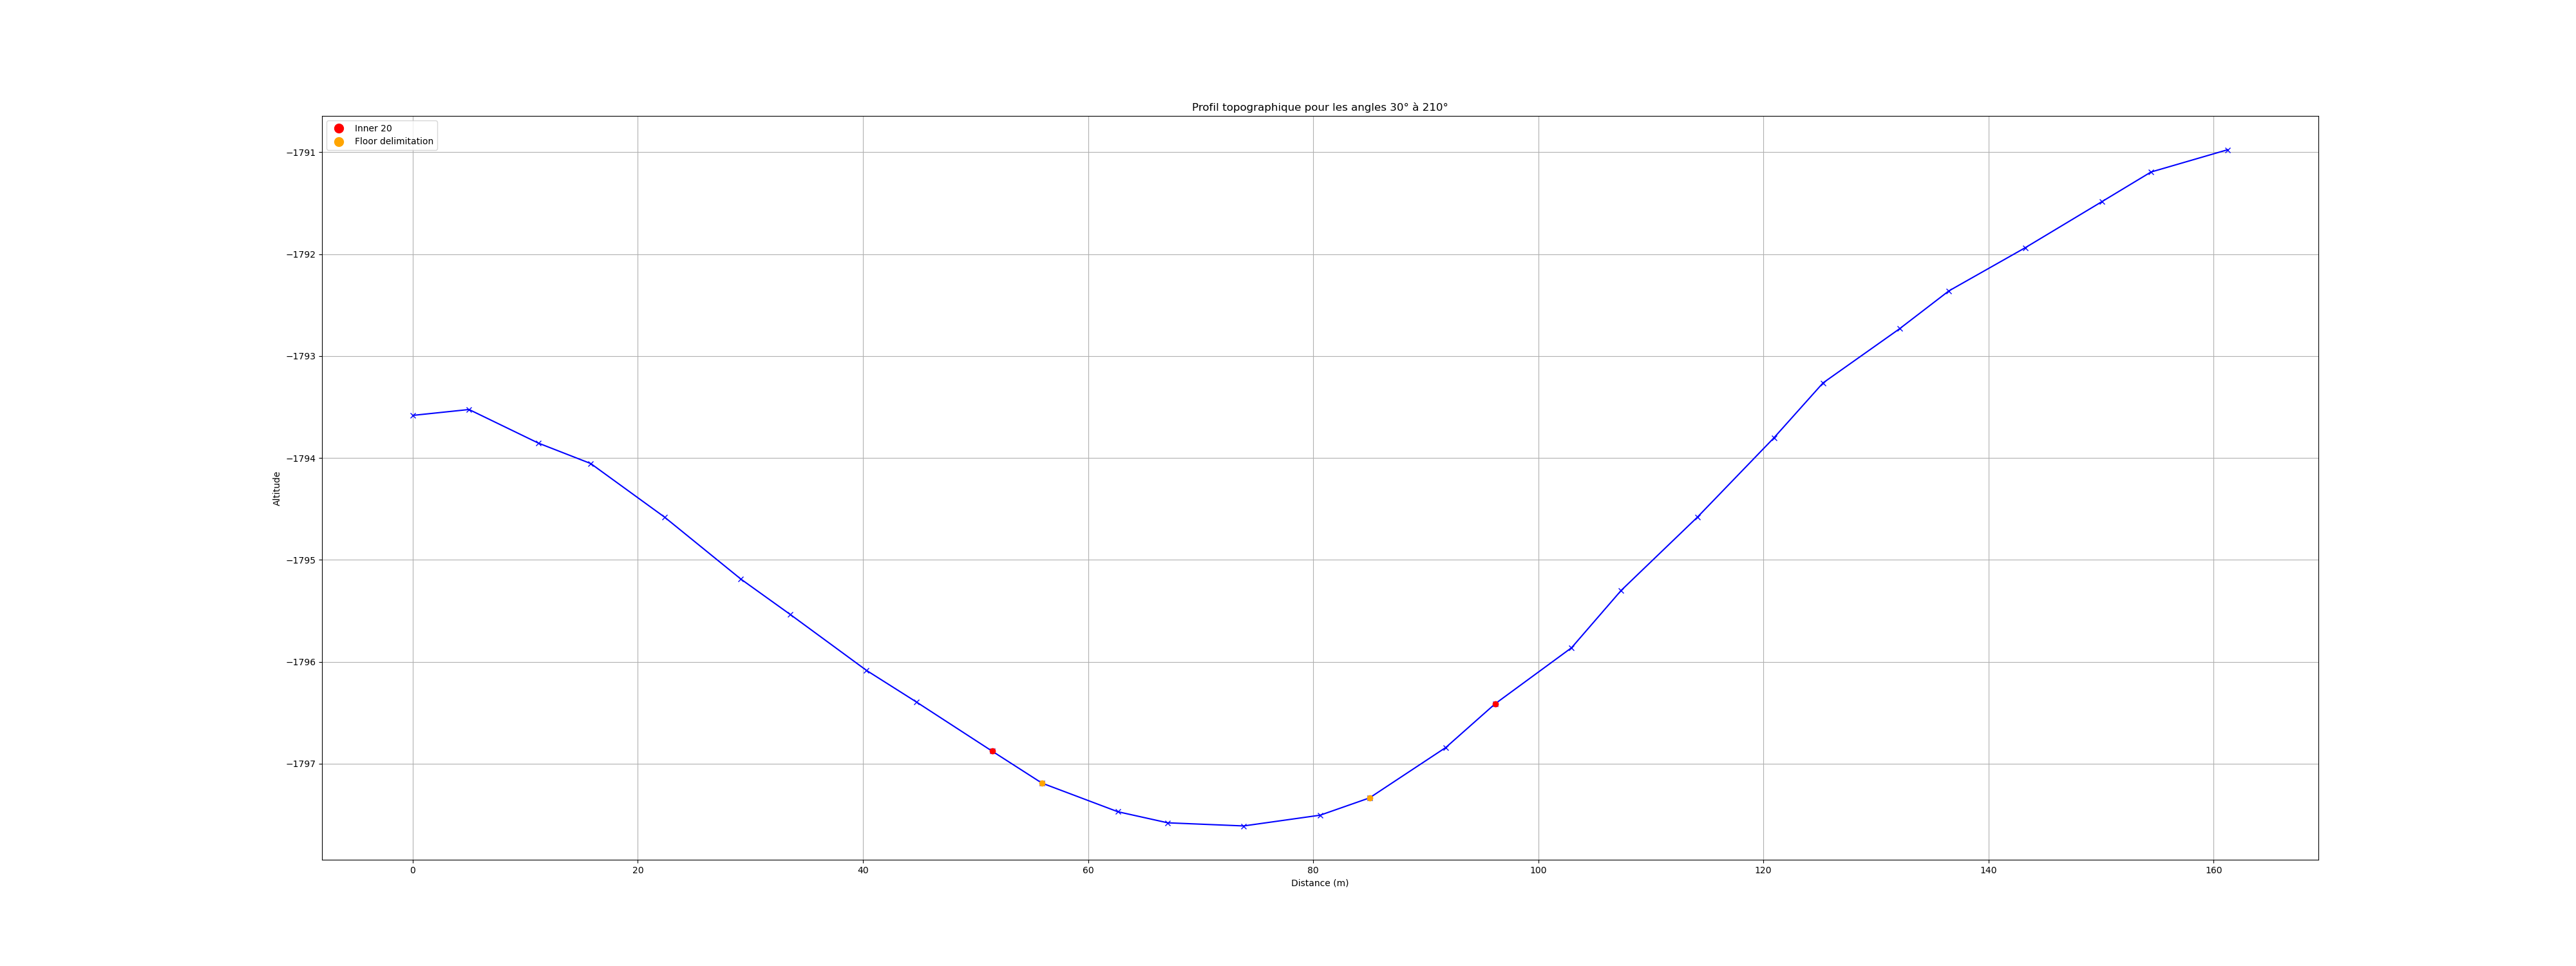 Profil topographique pour les angles 30° à 210°
Inner 20
Floor delimitation
−1791
−1792
−1793
−1794
−1795
−1796
−1797
Altitude
0 20 40 60 80 100 120 140 160
Distance (m)